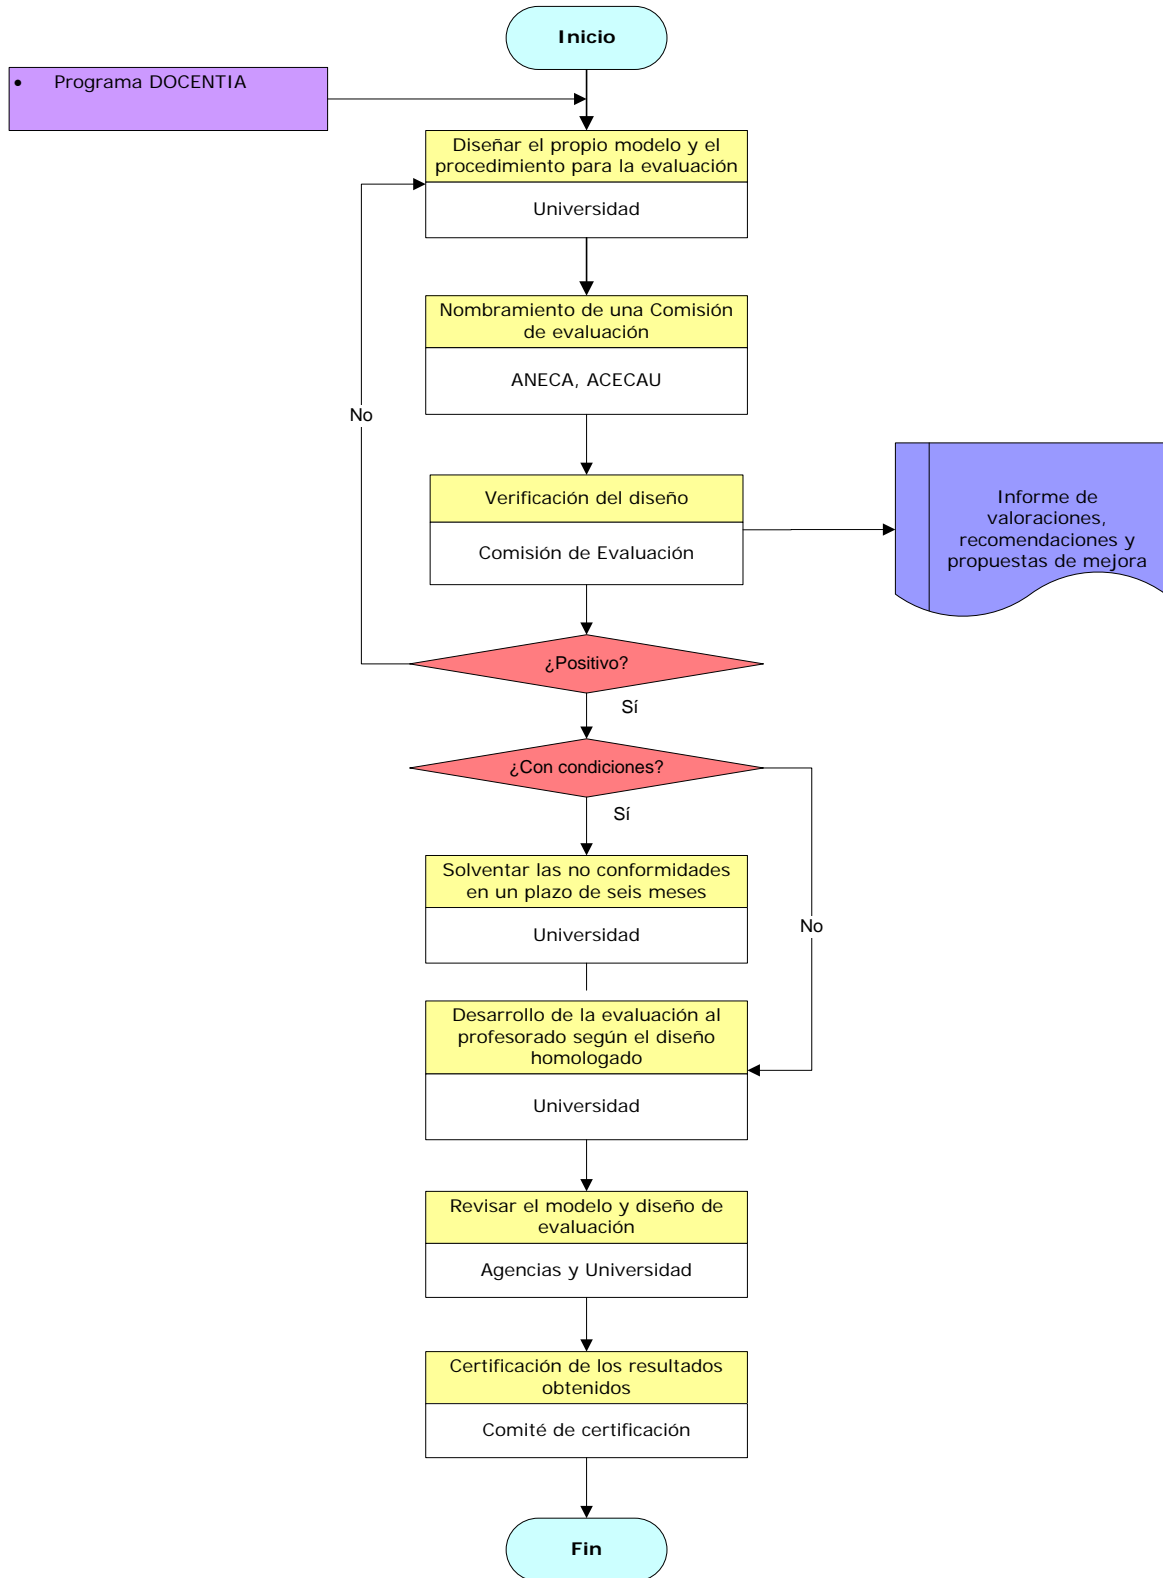 Inicio
• Programa DOCENTIA
Diseñar el propio modelo y el
procedimiento para la evaluación
Universidad
Nombramiento de una Comisión
de evaluación
ANECA, ACECAU
No
Verificación del diseño
Comisión de Evaluación
Informe de
valoraciones,
recomendaciones y
propuestas de mejora
¿Positivo?
Sí
¿Con condiciones?
Sí
Solventar las no conformidades
en un plazo de seis meses
Universidad
No
Desarrollo de la evaluación al
profesorado según el diseño
homologado
Universidad
Revisar el modelo y diseño de
evaluación
Agencias y Universidad
Certificación de los resultados
obtenidos
Comité de certificación
Fin